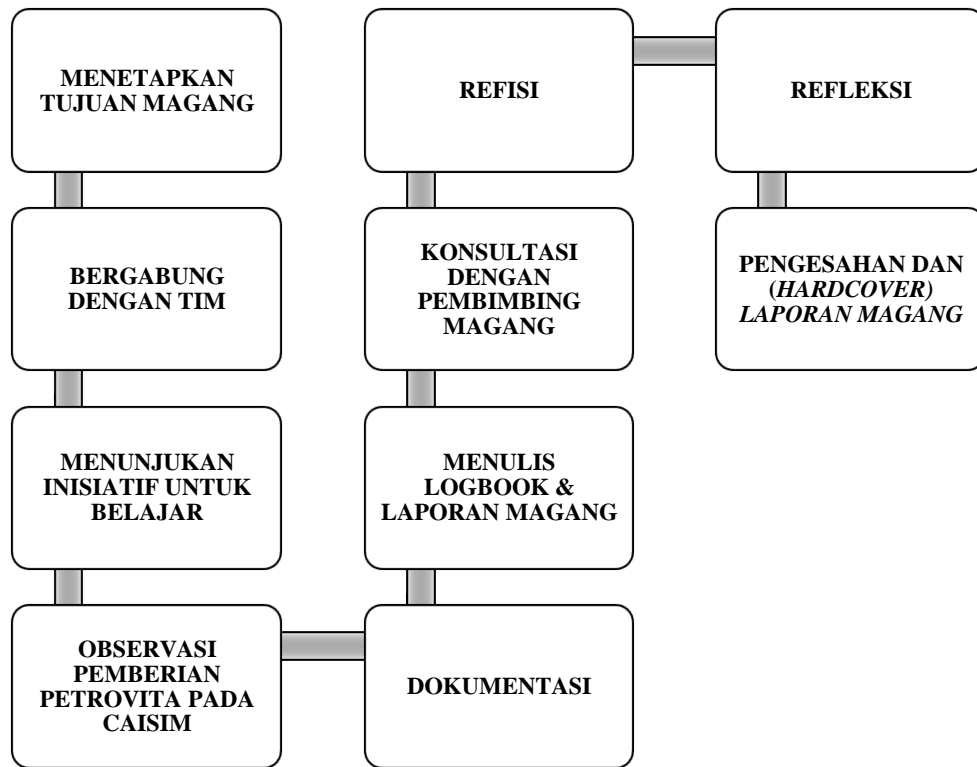 MENETAPKAN
TUJUAN MAGANG
BERGABUNG
DENGAN TIM
MENUNJUKAN
INISIATIF UNTUK
BELAJAR
OBSERVASI
PEMBERIAN
PETROVITA PADA
CAISIM
DOKUMENTASI
MENULIS
LOGBOOK &
LAPORAN MAGANG
KONSULTASI
DENGAN
PEMBIMBING
MAGANG
REFISI
REFLEKSI
PENGESAHAN DAN
(HARDCOVER)
LAPORAN MAGANG